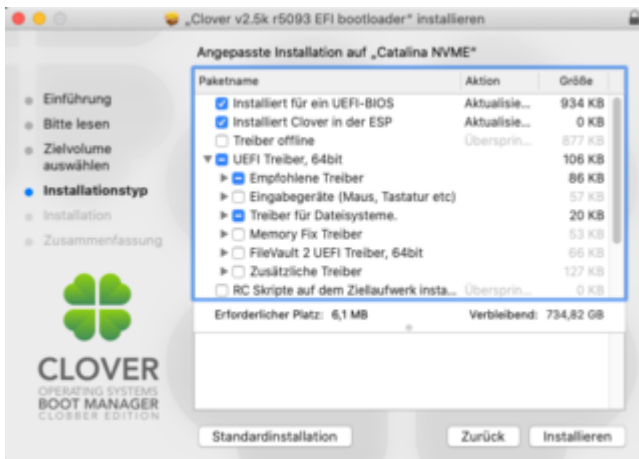 „Clover v2.5k r5093 EFI bootloader“ installieren
Angepasste Installation auf „Catalina NVME“
Einführung
Bitte lesen
Zielvolume
auswählen
Installationstyp
Installation
Zusammenfassung
Paketname Aktion Größe
Installiert für ein UEFI-BIOS Aktualisie... 934 KB
Installiert Clover in der ESP Aktualisie... 0 KB
Treiber offline Übersprin... 877 KB
UEFI Treiber, 64bit 106 KB
Empfohlene Treiber 86 KB
Eingabegeräte (Maus, Tastatur etc) 57 KB
Treiber für Dateisysteme. 20 KB
Memory Fix Treiber 53 KB
FileVault 2 UEFI Treiber, 64bit 66 KB
Zusätzliche Treiber 127 KB
RC Skripte auf dem Ziellaufwerk insta... Übersprin... 0 KB
Erforderlicher Platz: 6,1 MB Verbleibend: 734,82 GB
CLOVER
OPERATING SYSTEMS
BOOT MANAGER
CLOBBER EDITION
Standardinstallation Zurück Installieren